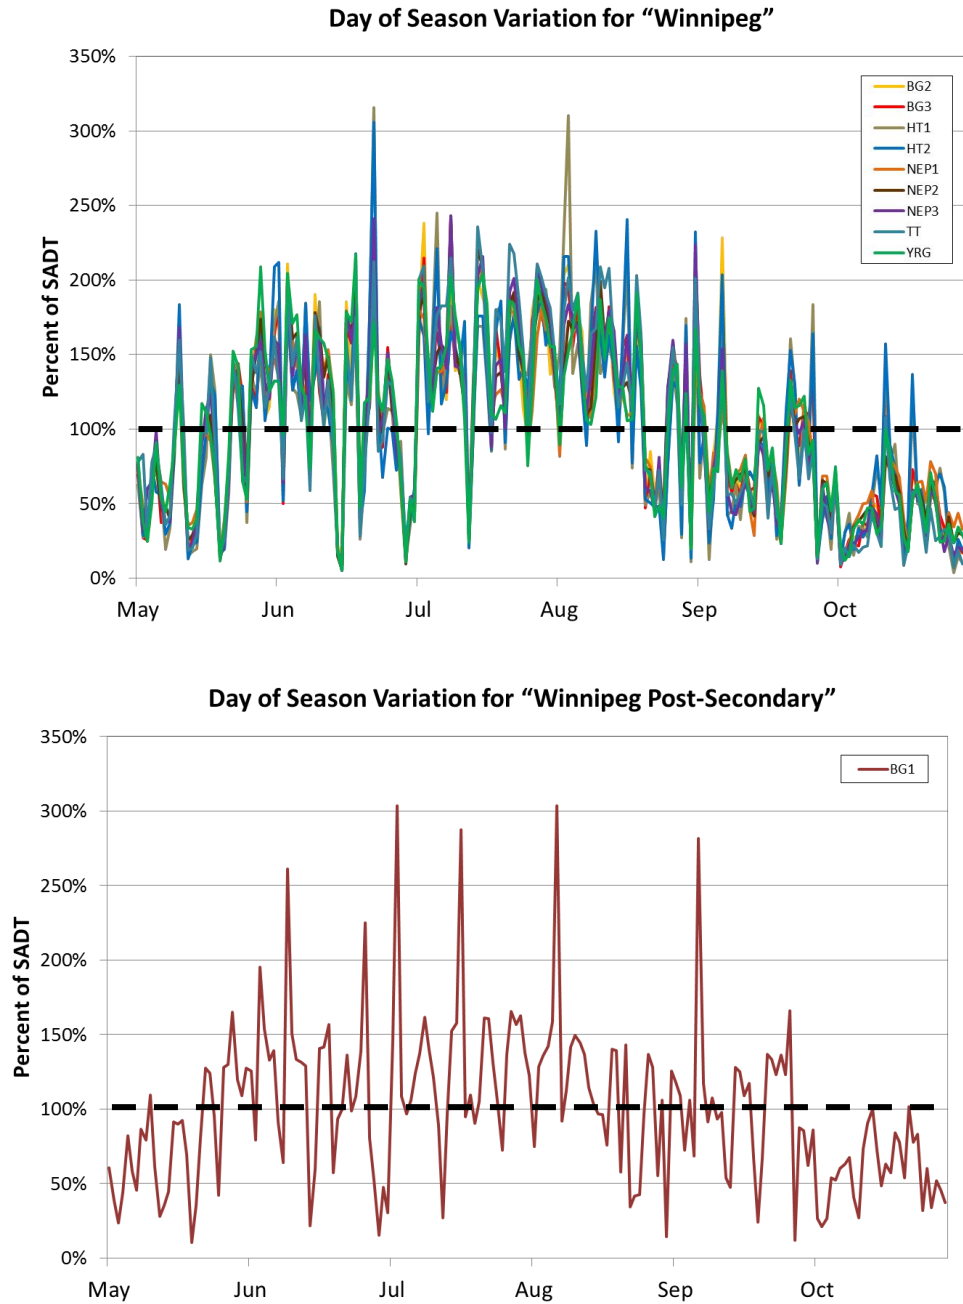 Day of Season Variation for “Winnipeg”
350%
300%
250%
200%
150%
100%
50%
0%
Percent of SADT
BG2
BG3
HT1
HT2
NEP1
NEP2
NEP3
TT
YRG
May Jun Jul Aug Sep Oct
Day of Season Variation for “Winnipeg Post-Secondary”
350%
300%
250%
200%
150%
100%
50%
0%
Percent of SADT
BG1
May Jun Jul Aug Sep Oct